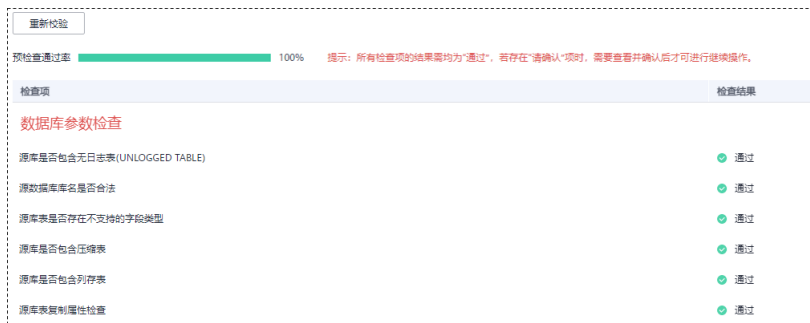 重新校验
预检查通过率 100% 提示：所有检查项的结果需均为"通过"，若存在"请确认"项时，需要查看并确认后才可进行继续操作。
检查项 检查结果
数据库参数检查
源库是否包含无日志表(UNLOGGED TABLE) 通过
源数据库库名是否合法 通过
源库表是否存在不支持的字段类型 通过
源库是否包含压缩表 通过
源库是否包含列存表 通过
源库表复制属性检查 通过